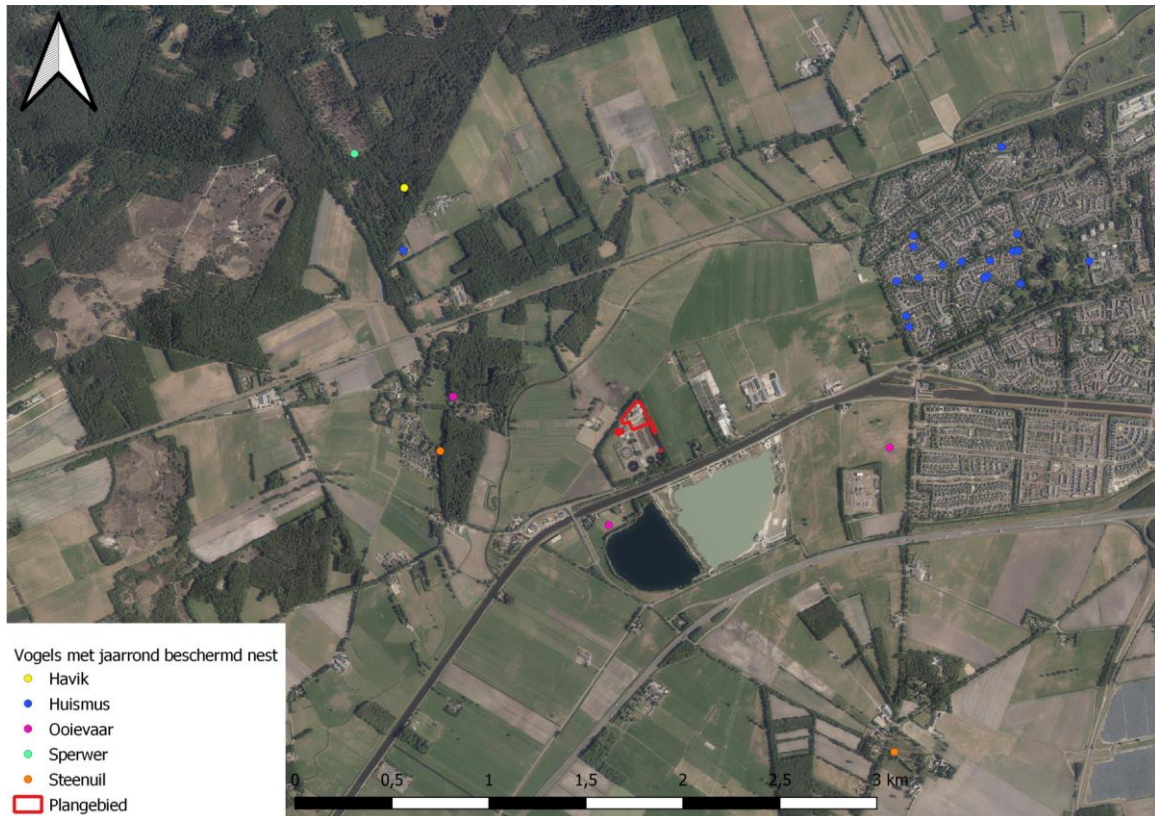 Vogels met jaarrond beschermd nest
Havik
Huismus
Ooievaar
Sperwer
Steenuil
Plangebied
0 0,5 1 1,5 2 2,5 3 km